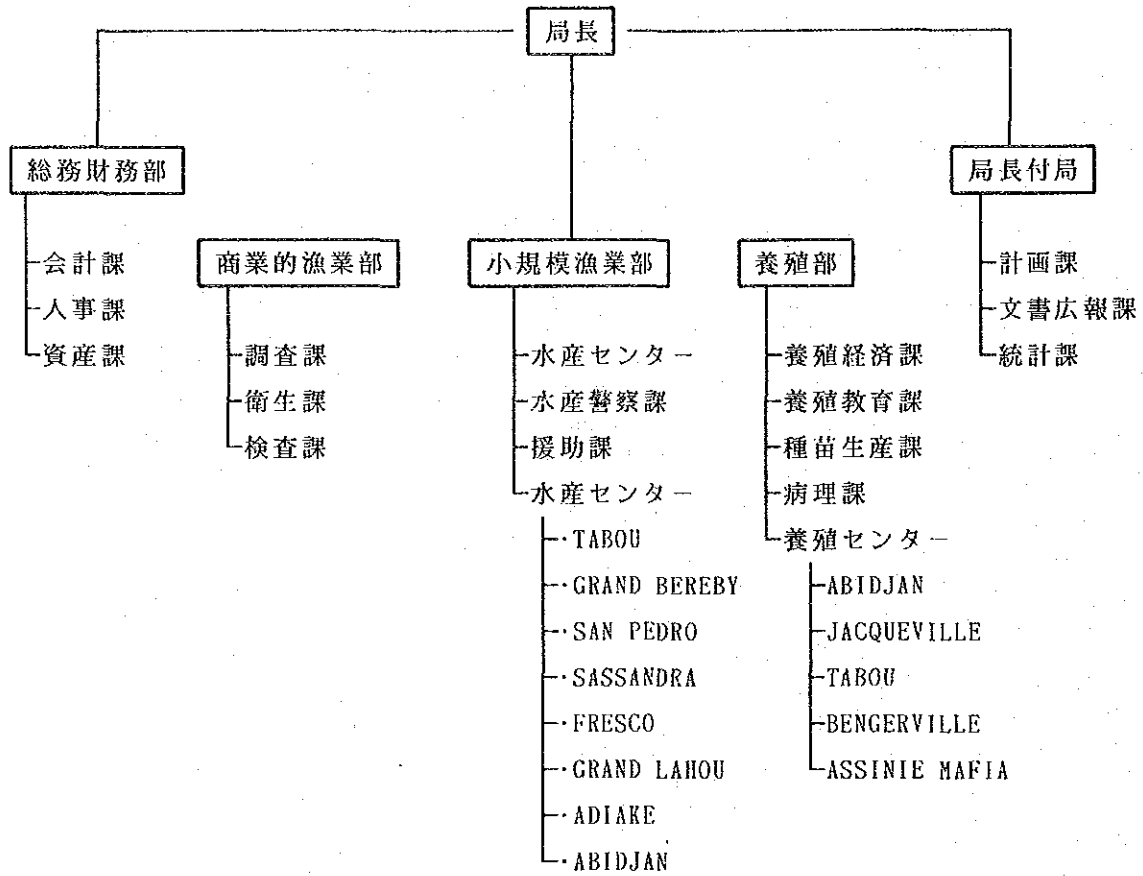 局長
総務財務部
会計課
人事課
資産課
商業的漁業部
調査課
衛生課
検査課
小規模漁業部
水産センター
水産警察課
援助課
水産センター
・TABOU
・GRAND BEREBY
・SAN PEDRO
・SASSANDRA
・FRESCO
・GRAND LAHOU
・ADIAKE
・ABIDJAN
養殖部
養殖経済課
養殖教育課
種苗生産課
病理課
養殖センター
ABIDJAN
JACQUEVILLE
TABOU
BENGERVILLE
ASSINIE MAFIA
局長付局
計画課
文書広報課
統計課